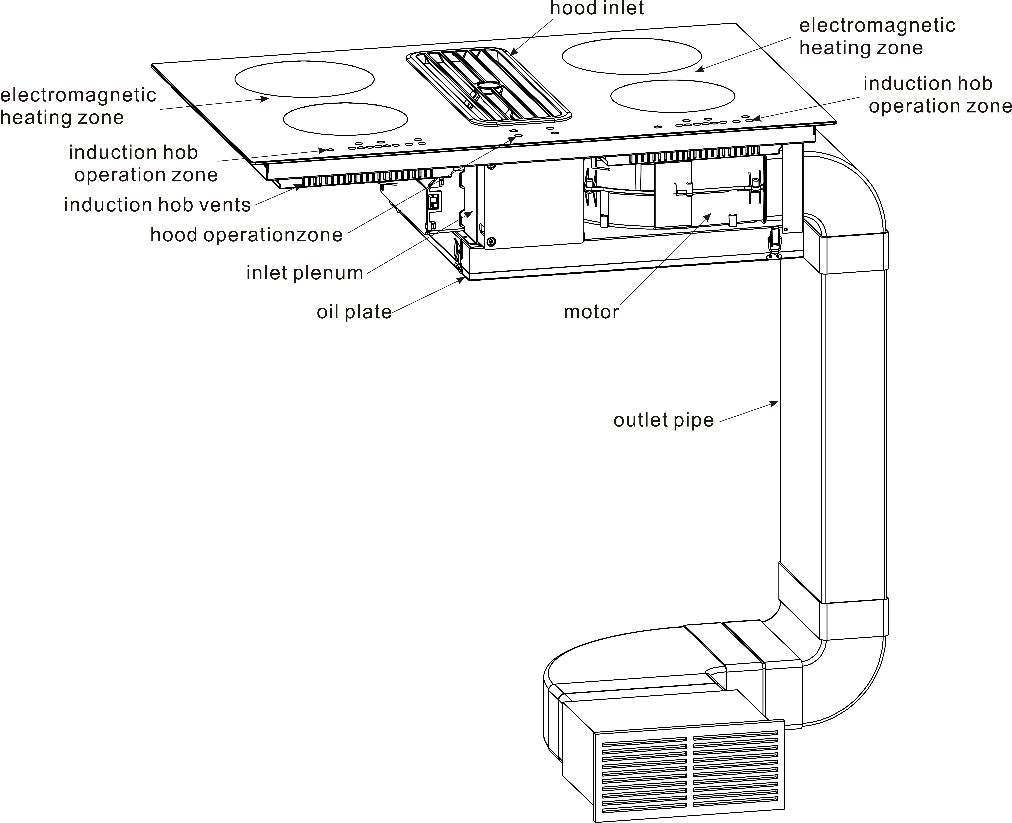 hood inlet
electromagnetic
heating zone
electromagnetic
heating zone
induction hob
operation zone
induction hob
operation zone
induction hob vents
hood operationzone
inlet plenum
oil plate
motor
outlet pipe